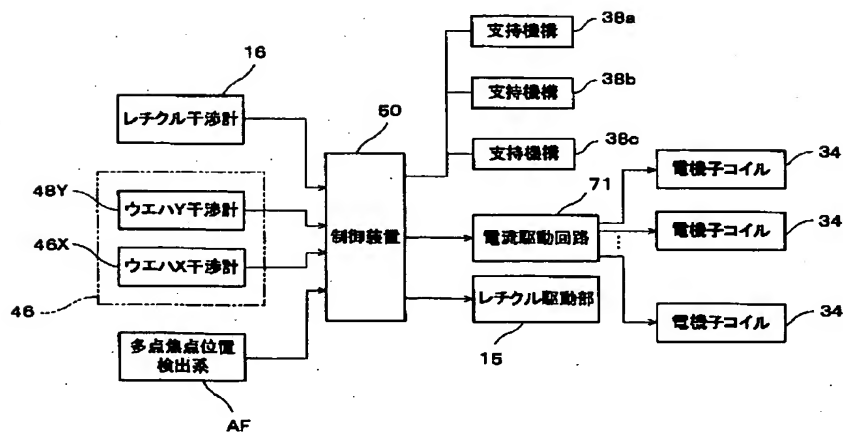 16
レチクル干渉計
48Y
ウエハY干渉計
46X
ウエハX干渉計
46
多点焦点位置
検出系
AF
50
制御装置
38a
支持機構
38b
支持機構
38c
支持機構
71
電流駆動回路
レチクル駆動部
15
34
電機子コイル
34
電機子コイル
34
電機子コイル